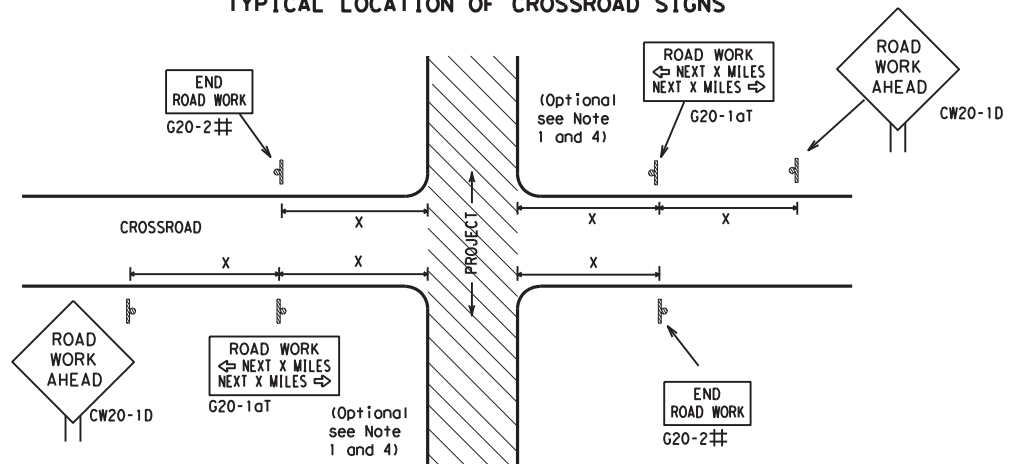 TYPICAL LOCATION OF CROSSROAD SIGNS
END
ROAD WORK
G20-2⌗
(Optional
see Note
1 and 4)
ROAD WORK
⇦ NEXT X MILES
NEXT X MILES ⇨
G20-1aT
ROAD
WORK
AHEAD
CW20-1D
X
X
X
CROSSROAD
PROJECT
X
X
X
ROAD
WORK
AHEAD
CW20-1D
ROAD WORK
⇦ NEXT X MILES
NEXT X MILES ⇨
G20-1aT
(Optional
see Note
1 and 4)
END
ROAD WORK
G20-2⌗